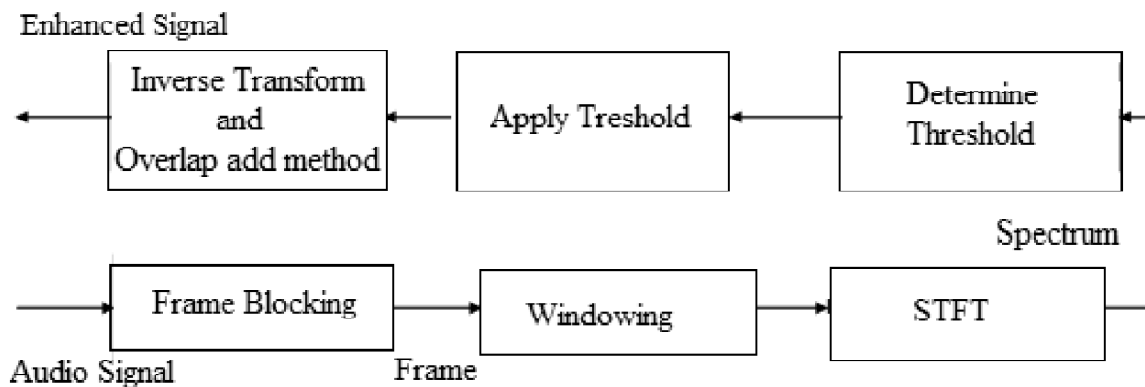 Enhanced Signal
Inverse Transform
and
Overlap add method
Apply Treshold
Determine
Threshold
Spectrum
Frame Blocking
Windowing
STFT
Audio Signal
Frame